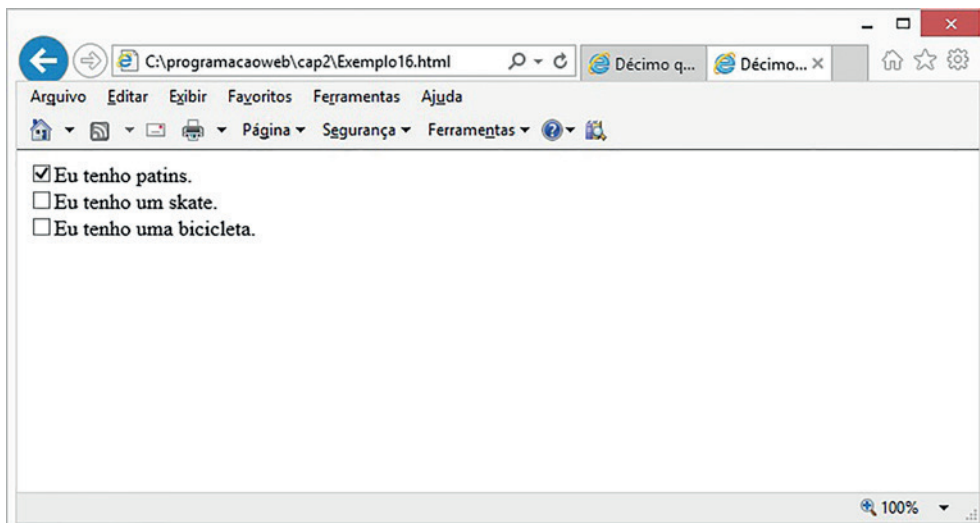 C:\programacaoweb\cap2\Exemplo16.html
Décimo q...
Décimo...
Arquivo Editar Exibir Favoritos Ferramentas Ajuda
Página Segurança Ferramentas
Eu tenho patins.
Eu tenho um skate.
Eu tenho uma bicicleta.
100%